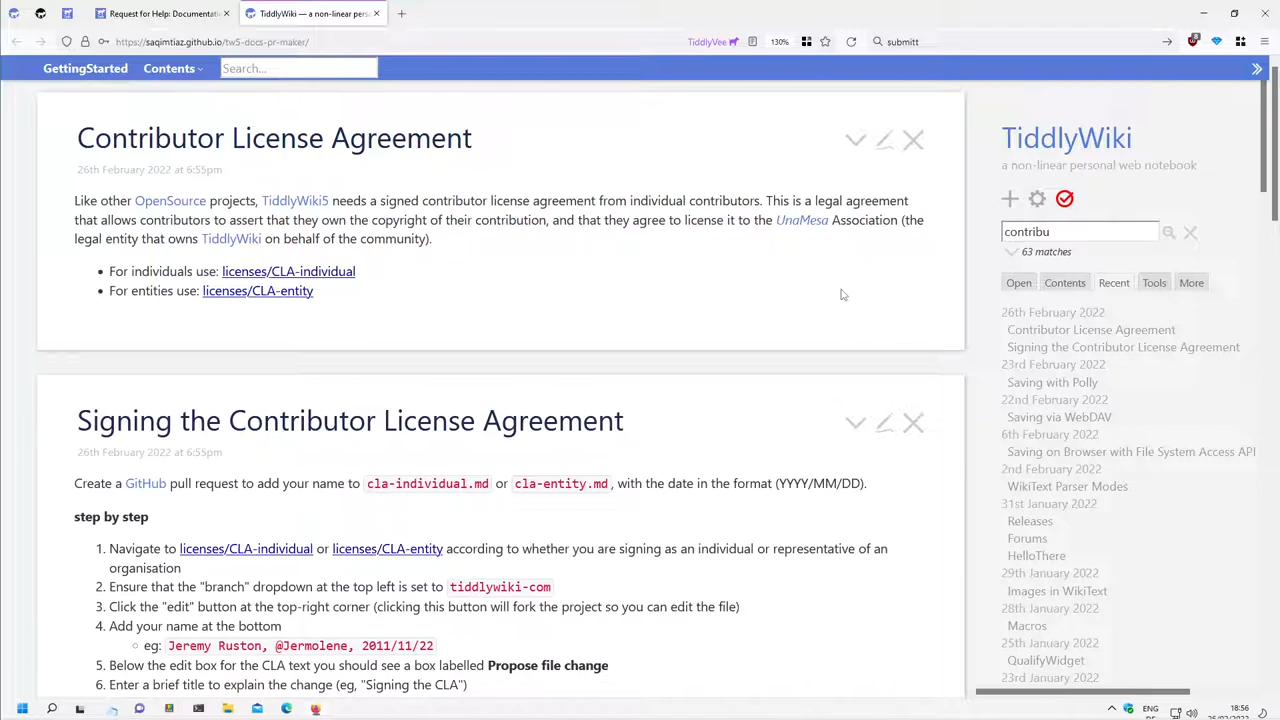 Request for Help: Documentati
TiddlyWiki — a non-linear pers
https://saqimtiaz.github.io/tw5-docs-pr-maker/
TiddlyVee
130%
submitt
GettingStarted
Contents
Search...
Contributor License Agreement
26th February 2022 at 6:55pm
Like other OpenSource projects, TiddlyWiki5 needs a signed contributor license agreement from individual contributors. This is a legal agreement
that allows contributors to assert that they own the copyright of their contribution, and that they agree to license it to the UnaMesa Association (the
legal entity that owns TiddlyWiki on behalf of the community).
• For individuals use: licenses/CLA-individual
• For entities use: licenses/CLA-entity
Signing the Contributor License Agreement
26th February 2022 at 6:55pm
Create a GitHub pull request to add your name to cla-individual.md or cla-entity.md, with the date in the format (YYYY/MM/DD).
step by step
1. Navigate to licenses/CLA-individual or licenses/CLA-entity according to whether you are signing as an individual or representative of an
organisation
2. Ensure that the "branch" dropdown at the top left is set to tiddlywiki-com
3. Click the "edit" button at the top-right corner (clicking this button will fork the project so you can edit the file)
4. Add your name at the bottom
◦ eg: Jeremy Ruston, @Jermolene, 2011/11/22
5. Below the edit box for the CLA text you should see a box labelled Propose file change
6. Enter a brief title to explain the change (eg, "Signing the CLA")
TiddlyWiki
a non-linear personal web notebook
contribu
63 matches
Open
Contents
Recent
Tools
More
26th February 2022
Contributor License Agreement
Signing the Contributor License Agreement
23rd February 2022
Saving with Polly
22nd February 2022
Saving via WebDAV
6th February 2022
Saving on Browser with File System Access API
2nd February 2022
WikiText Parser Modes
31st January 2022
Releases
Forums
HelloThere
29th January 2022
Images in WikiText
28th January 2022
Macros
25th January 2022
QualifyWidget
23rd January 2022
ENG
18:56